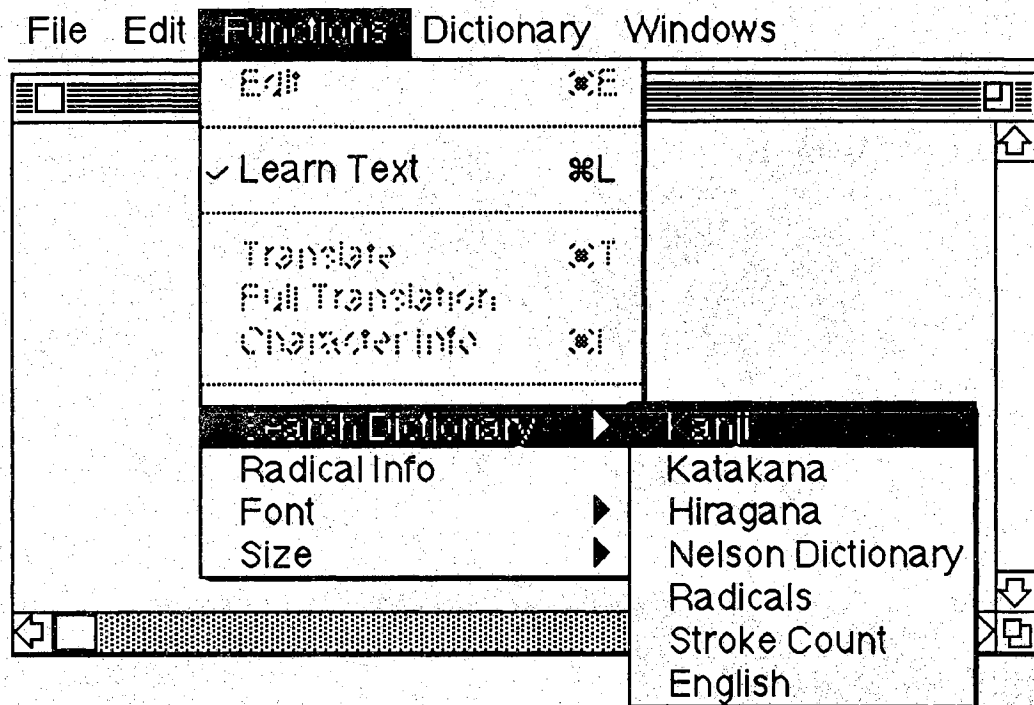 File Edit Functions Dictionary Windows
Edit ⌘E
✓ Learn Text ⌘L
Translate ⌘T
Full Translation
Character Info ⌘I
Search Dictionary ▶
Radical Info
Font ▶
Size ▶
Kanji
Katakana
Hiragana
Nelson Dictionary
Radicals
Stroke Count
English